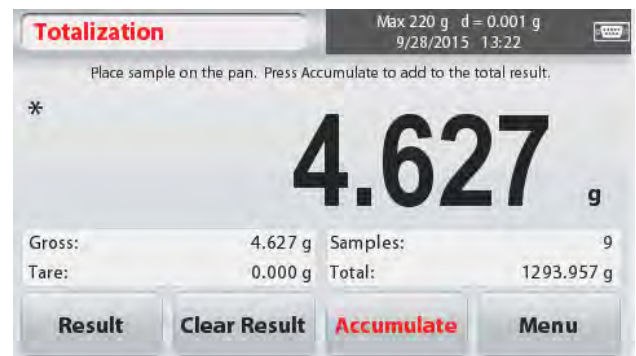 Totalization
Max 220 g d = 0.001 g
9/28/2015 13:22
Place sample on the pan. Press Accumulate to add to the total result.
*
4.627 g
Gross: 4.627 g Samples: 9
Tare: 0.000 g Total: 1293.957 g
Result Clear Result Accumulate Menu